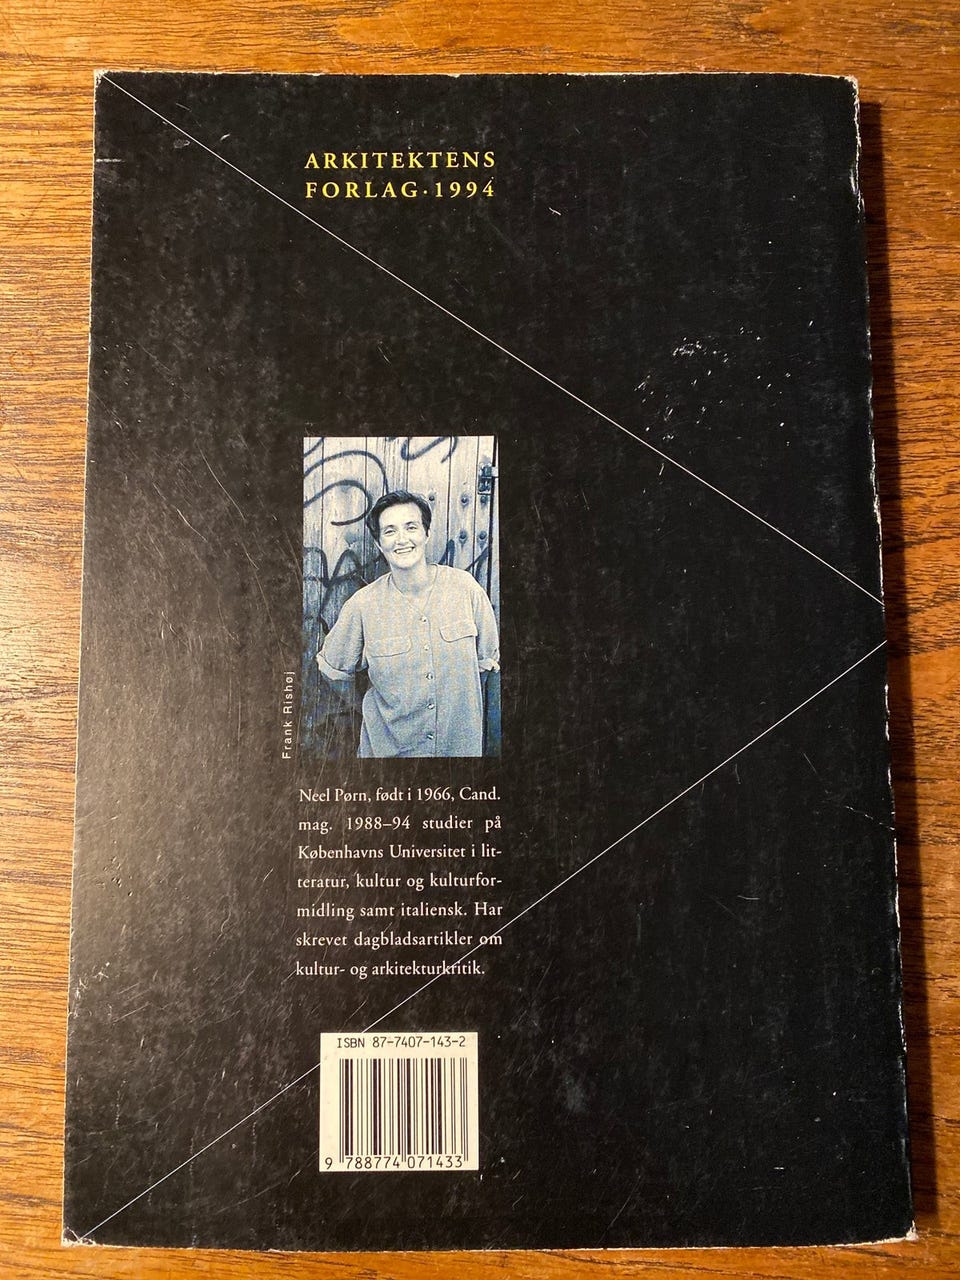 ARKITEKTENS
FORLAG·1994
Frank Rishøj
Neel Pørn, født i 1966, Cand.
mag. 1988–94 studier på
Københavns Universitet i lit-
teratur, kultur og kulturfor-
midling samt italiensk. Har
skrevet dagbladsartikler om
kultur- og arkitekturkritik.
ISBN 87-7407-143-2
9 788774 071433